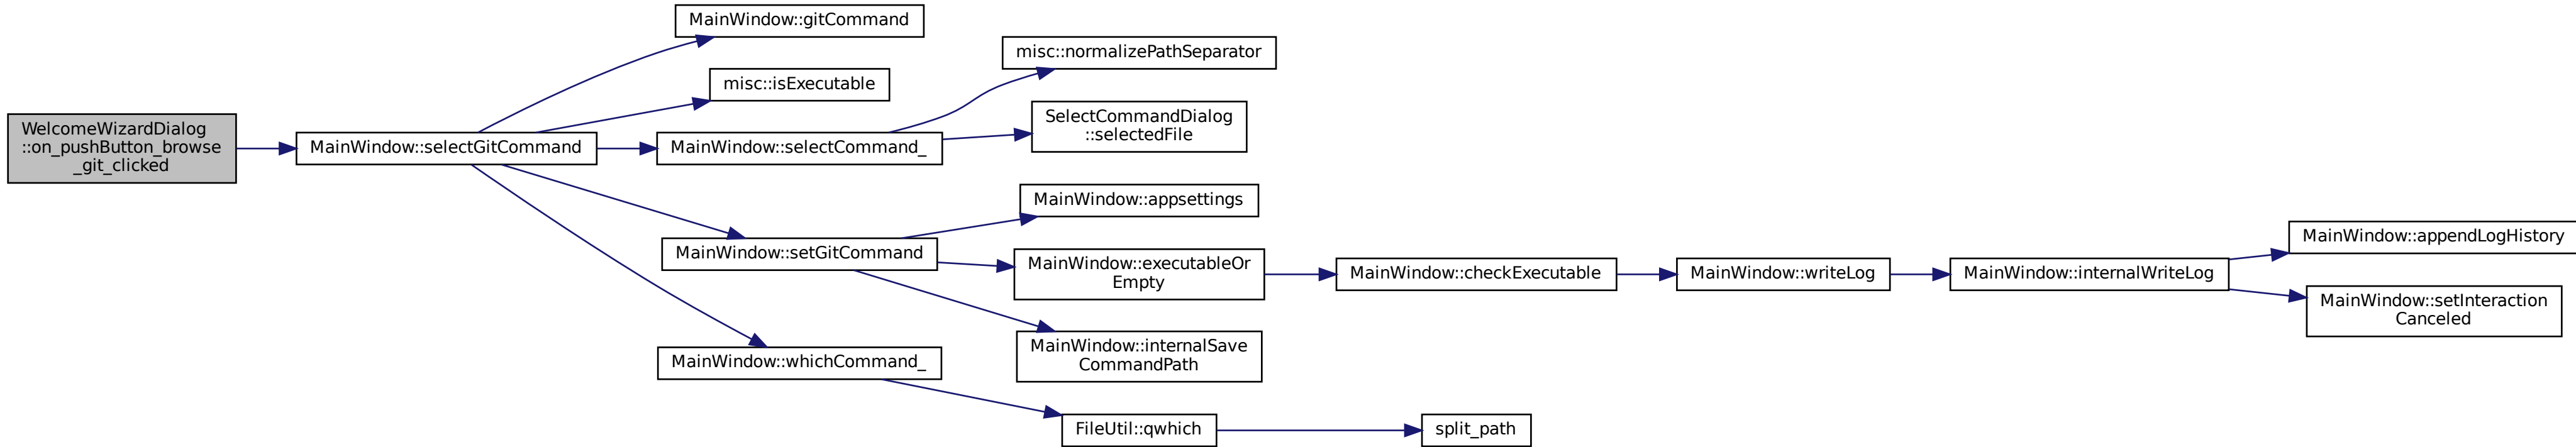 WelcomeWizardDialog
::on_pushButton_browse
_git_clicked
MainWindow::selectGitCommand
MainWindow::gitCommand
misc::isExecutable
MainWindow::selectCommand_
misc::normalizePathSeparator
SelectCommandDialog
::selectedFile
MainWindow::setGitCommand
MainWindow::appsettings
MainWindow::executableOr
Empty
MainWindow::checkExecutable
MainWindow::writeLog
MainWindow::internalWriteLog
MainWindow::appendLogHistory
MainWindow::setInteraction
Canceled
MainWindow::internalSave
CommandPath
MainWindow::whichCommand_
FileUtil::qwhich
split_path